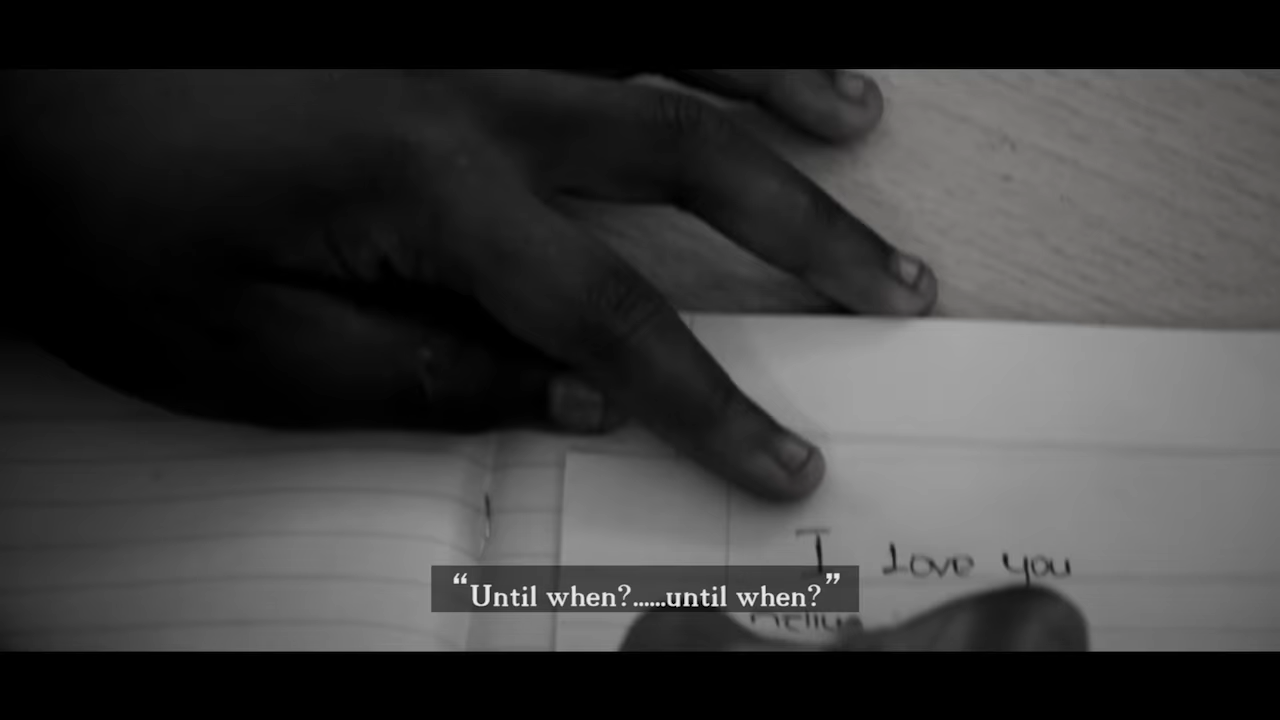 I Love you
“Until when?......until when?”